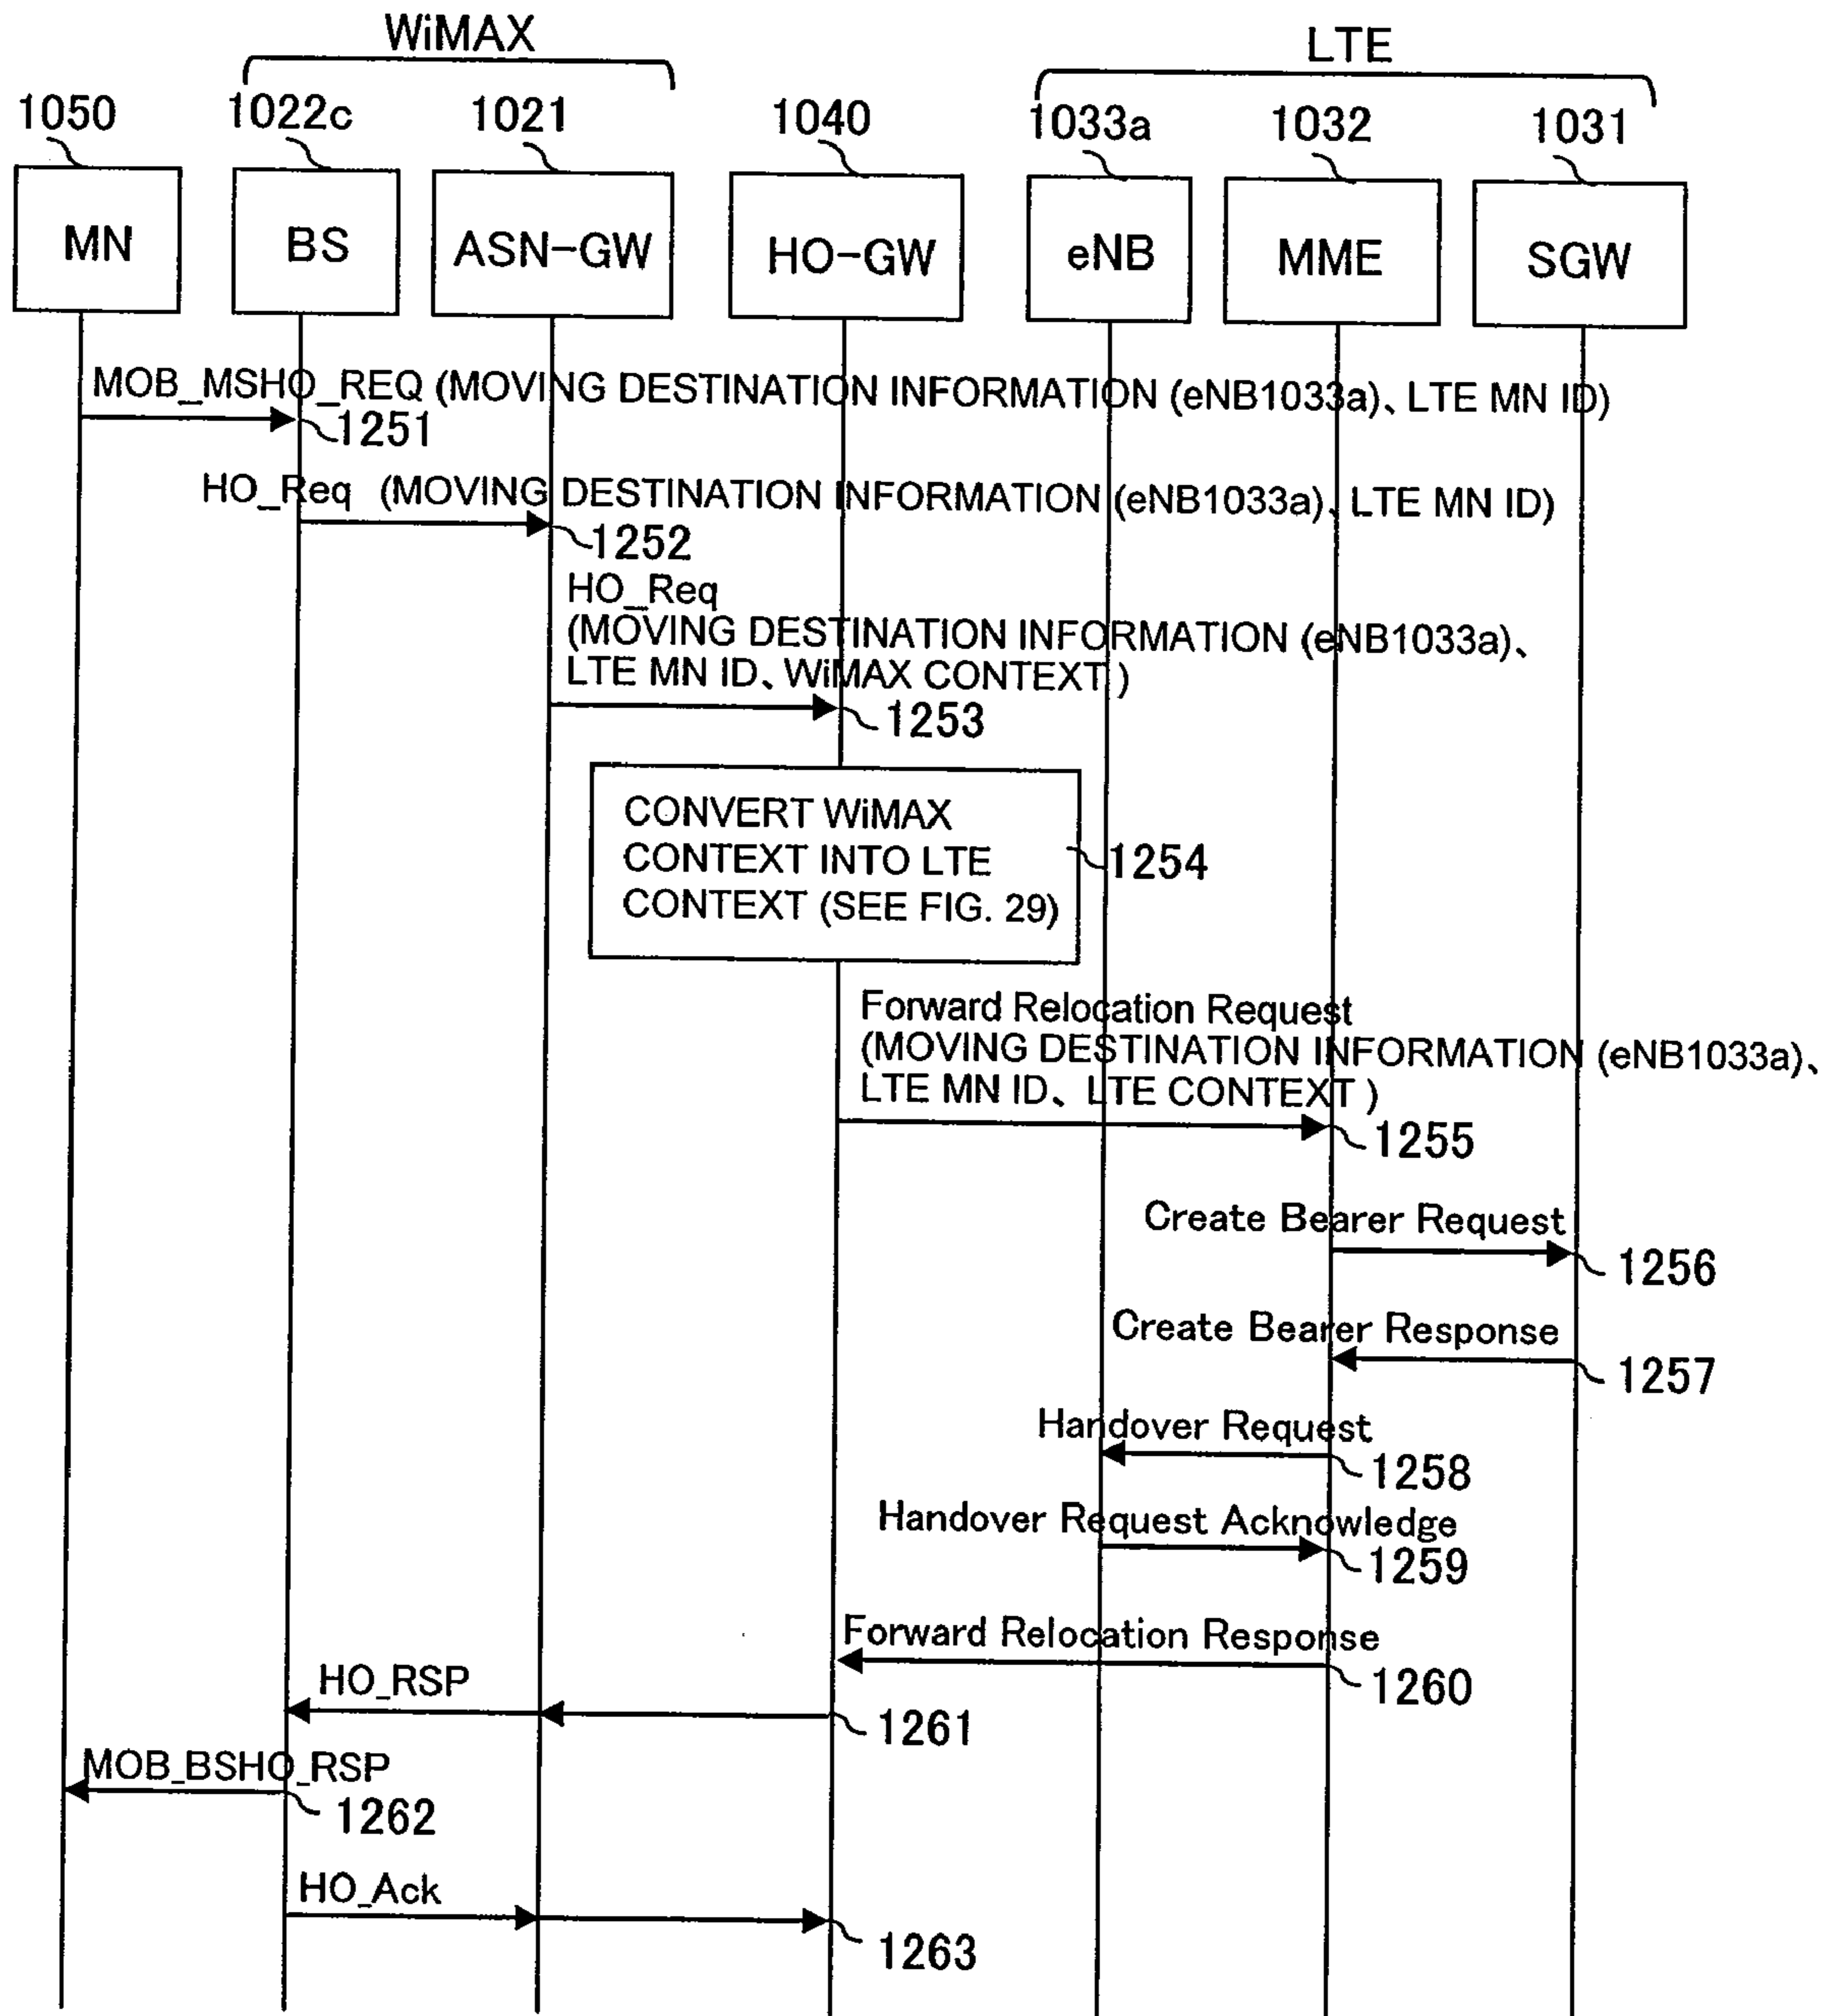 WiMAX
LTE
1050
1022c
1021
1040
1033a
1032
1031
MN
BS
ASN-GW
HO-GW
eNB
MME
SGW
MOB_MSHO_REQ (MOVING DESTINATION INFORMATION (eNB1033a)、LTE MN ID)
1251
HO_Req (MOVING DESTINATION INFORMATION (eNB1033a)、LTE MN ID)
1252
HO_Req
(MOVING DESTINATION INFORMATION (eNB1033a)、
LTE MN ID、WiMAX CONTEXT )
1253
CONVERT WiMAX
CONTEXT INTO LTE
CONTEXT (SEE FIG. 29)
1254
Forward Relocation Request
(MOVING DESTINATION INFORMATION (eNB1033a)、
LTE MN ID、LTE CONTEXT )
1255
Create Bearer Request
1256
Create Bearer Response
1257
Handover Request
1258
Handover Request Acknowledge
1259
Forward Relocation Response
1260
HO_RSP
1261
MOB_BSHO_RSP
1262
HO_Ack
1263